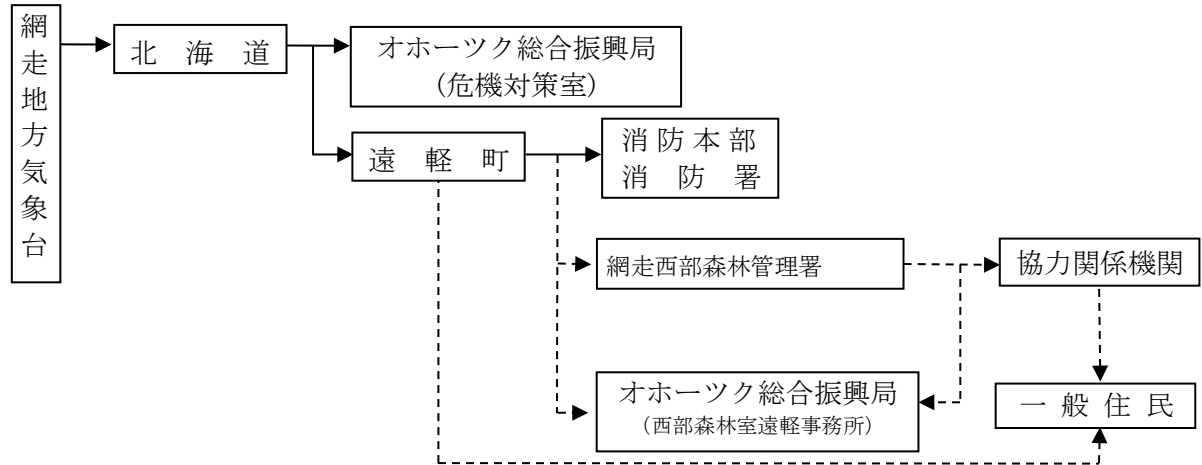 網走地方気象台
北　海　道
オホーツク総合振興局
（危機対策室）
遠　軽　町
消 防 本 部
消　防　署
網走西部森林管理署
協力関係機関
オホーツク総合振興局
（西部森林室遠軽事務所）
一 般 住 民